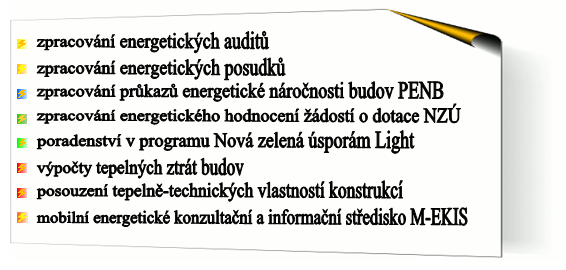 zpracování energetických auditů
zpracování energetických posudků
zpracování průkazů energetické náročnosti budov PENB
zpracování energetického hodnocení žádostí o dotace NZÚ
poradenství v programu Nová zelená úsporám Light
výpočty tepelných ztrát budov
posouzení tepelně-technických vlastností konstrukcí
mobilní energetické konzultační a informační středisko M-EKIS